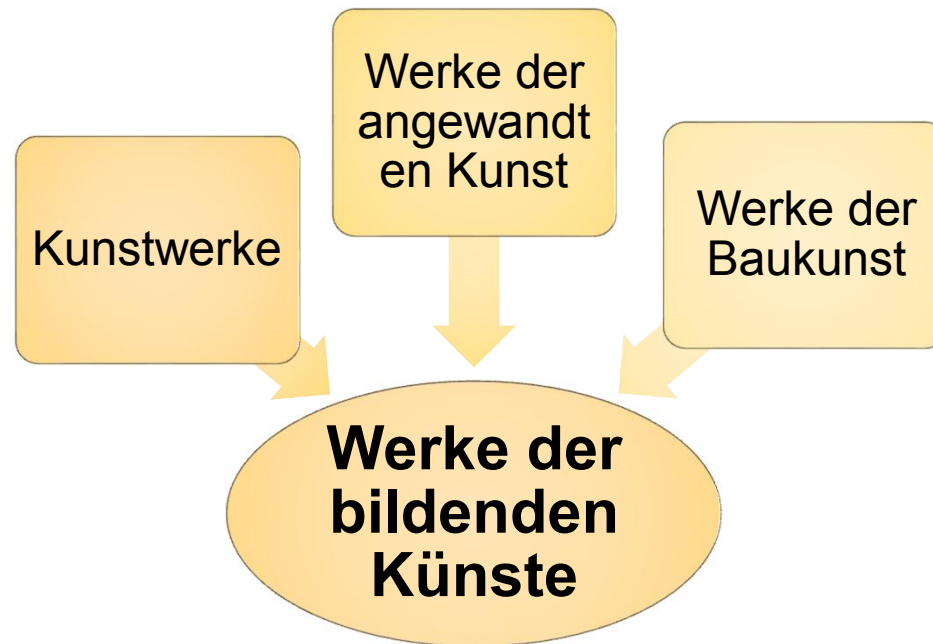 Werke der
angewandt
en Kunst
Kunstwerke
Werke der
Baukunst
Werke der
bildenden
Künste